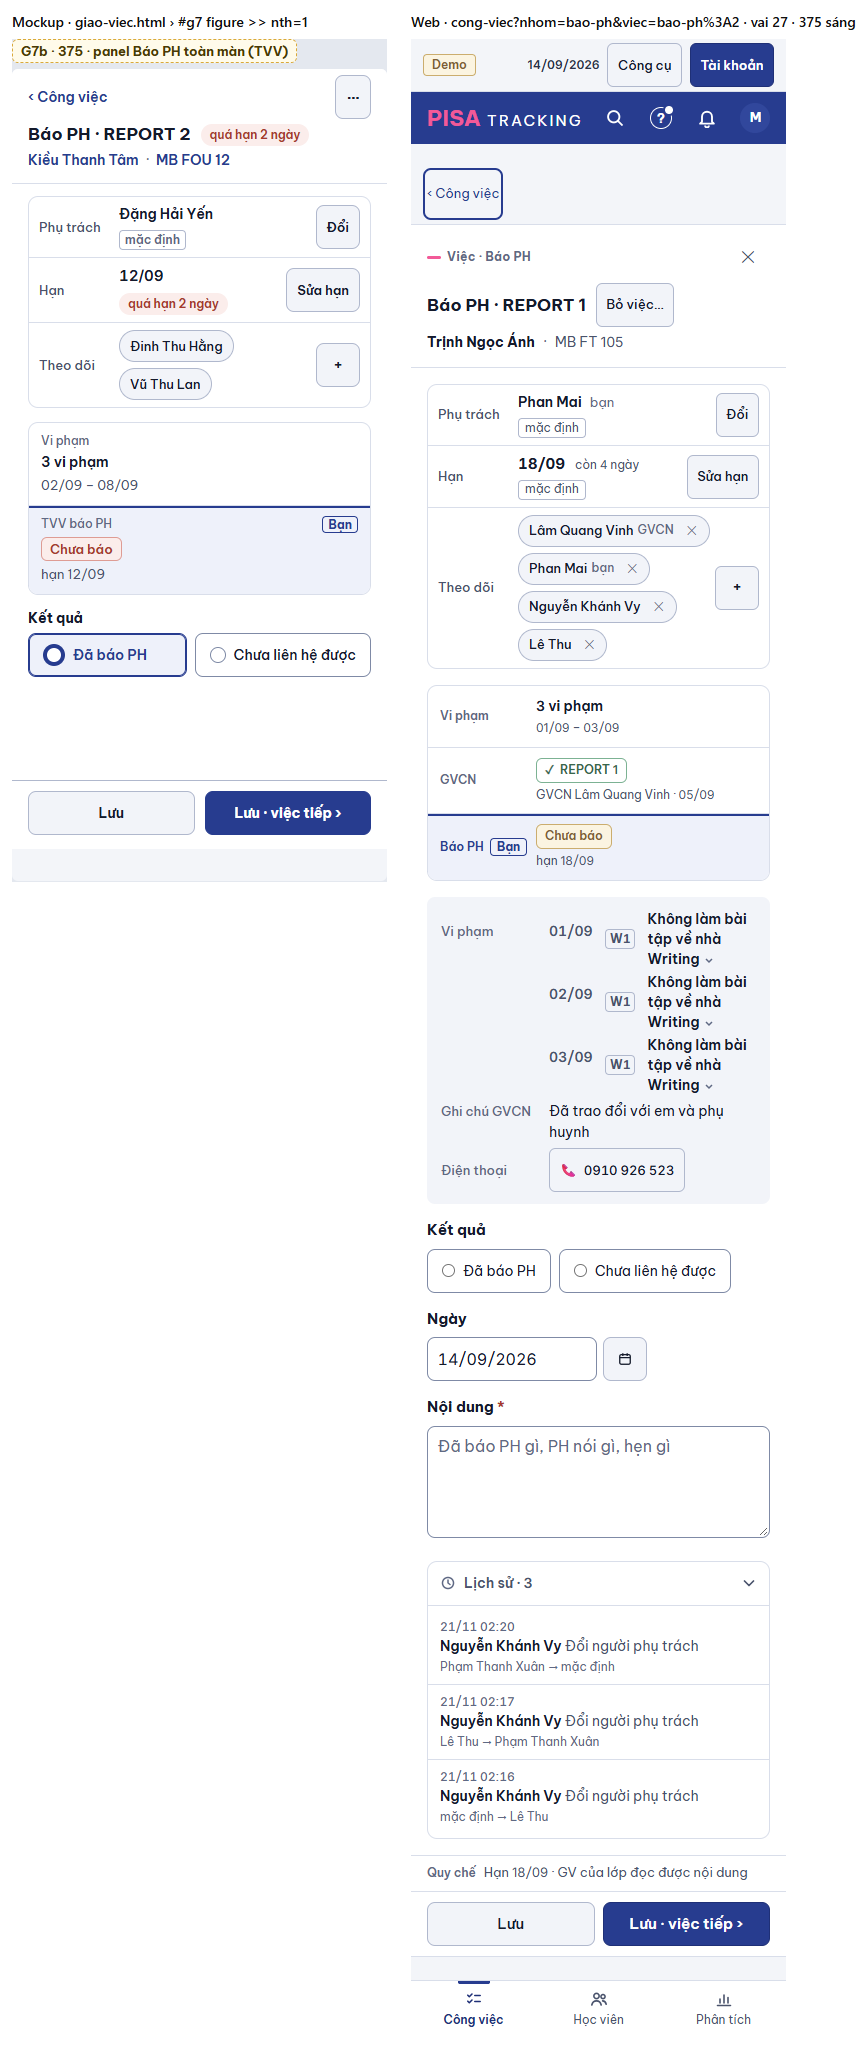 Mockup · giao-viec.html › #g7 figure >> nth=1
G7b · 375 · panel Báo PH toàn màn (TVV)
‹ Công việc
...
Báo PH · REPORT 2
quá hạn 2 ngày
Kiều Thanh Tâm · MB FOU 12
Phụ trách
Đặng Hải Yến
mặc định
Đổi
Hạn
12/09
quá hạn 2 ngày
Sửa hạn
Theo dõi
Đinh Thu Hằng
Vũ Thu Lan
+
Vi phạm
3 vi phạm
02/09 – 08/09
TVV báo PH
Bạn
Chưa báo
hạn 12/09
Kết quả
Đã báo PH
Chưa liên hệ được
Lưu
Lưu · việc tiếp ›
Web · cong-viec?nhom=bao-ph&viec=bao-ph%3A2 · vai 27 · 375 sáng
Demo
14/09/2026
Công cụ
Tài khoản
PISA TRACKING
?
M
‹ Công việc
Việc · Báo PH
Báo PH · REPORT 1
Bỏ việc...
Trịnh Ngọc Ánh · MB FT 105
Phụ trách
Phan Mai bạn
mặc định
Đổi
Hạn
18/09 còn 4 ngày
mặc định
Sửa hạn
Theo dõi
Lâm Quang Vinh GVCN ×
Phan Mai bạn ×
Nguyễn Khánh Vy ×
Lê Thu ×
+
Vi phạm
3 vi phạm
01/09 – 03/09
GVCN
✓ REPORT 1
GVCN Lâm Quang Vinh · 05/09
Báo PH Bạn
Chưa báo
hạn 18/09
Vi phạm
01/09 W1 Không làm bài
tập về nhà
Writing
02/09 W1 Không làm bài
tập về nhà
Writing
03/09 W1 Không làm bài
tập về nhà
Writing
Ghi chú GVCN
Đã trao đổi với em và phụ
huynh
Điện thoại
0910 926 523
Kết quả
Đã báo PH
Chưa liên hệ được
Ngày
14/09/2026
Nội dung *
Đã báo PH gì, PH nói gì, hẹn gì
Lịch sử · 3
21/11 02:20
Nguyễn Khánh Vy Đổi người phụ trách
Phạm Thanh Xuân → mặc định
21/11 02:17
Nguyễn Khánh Vy Đổi người phụ trách
Lê Thu → Phạm Thanh Xuân
21/11 02:16
Nguyễn Khánh Vy Đổi người phụ trách
mặc định → Lê Thu
Quy chế Hạn 18/09 · GV của lớp đọc được nội dung
Lưu
Lưu · việc tiếp ›
Công việc
Học viên
Phân tích